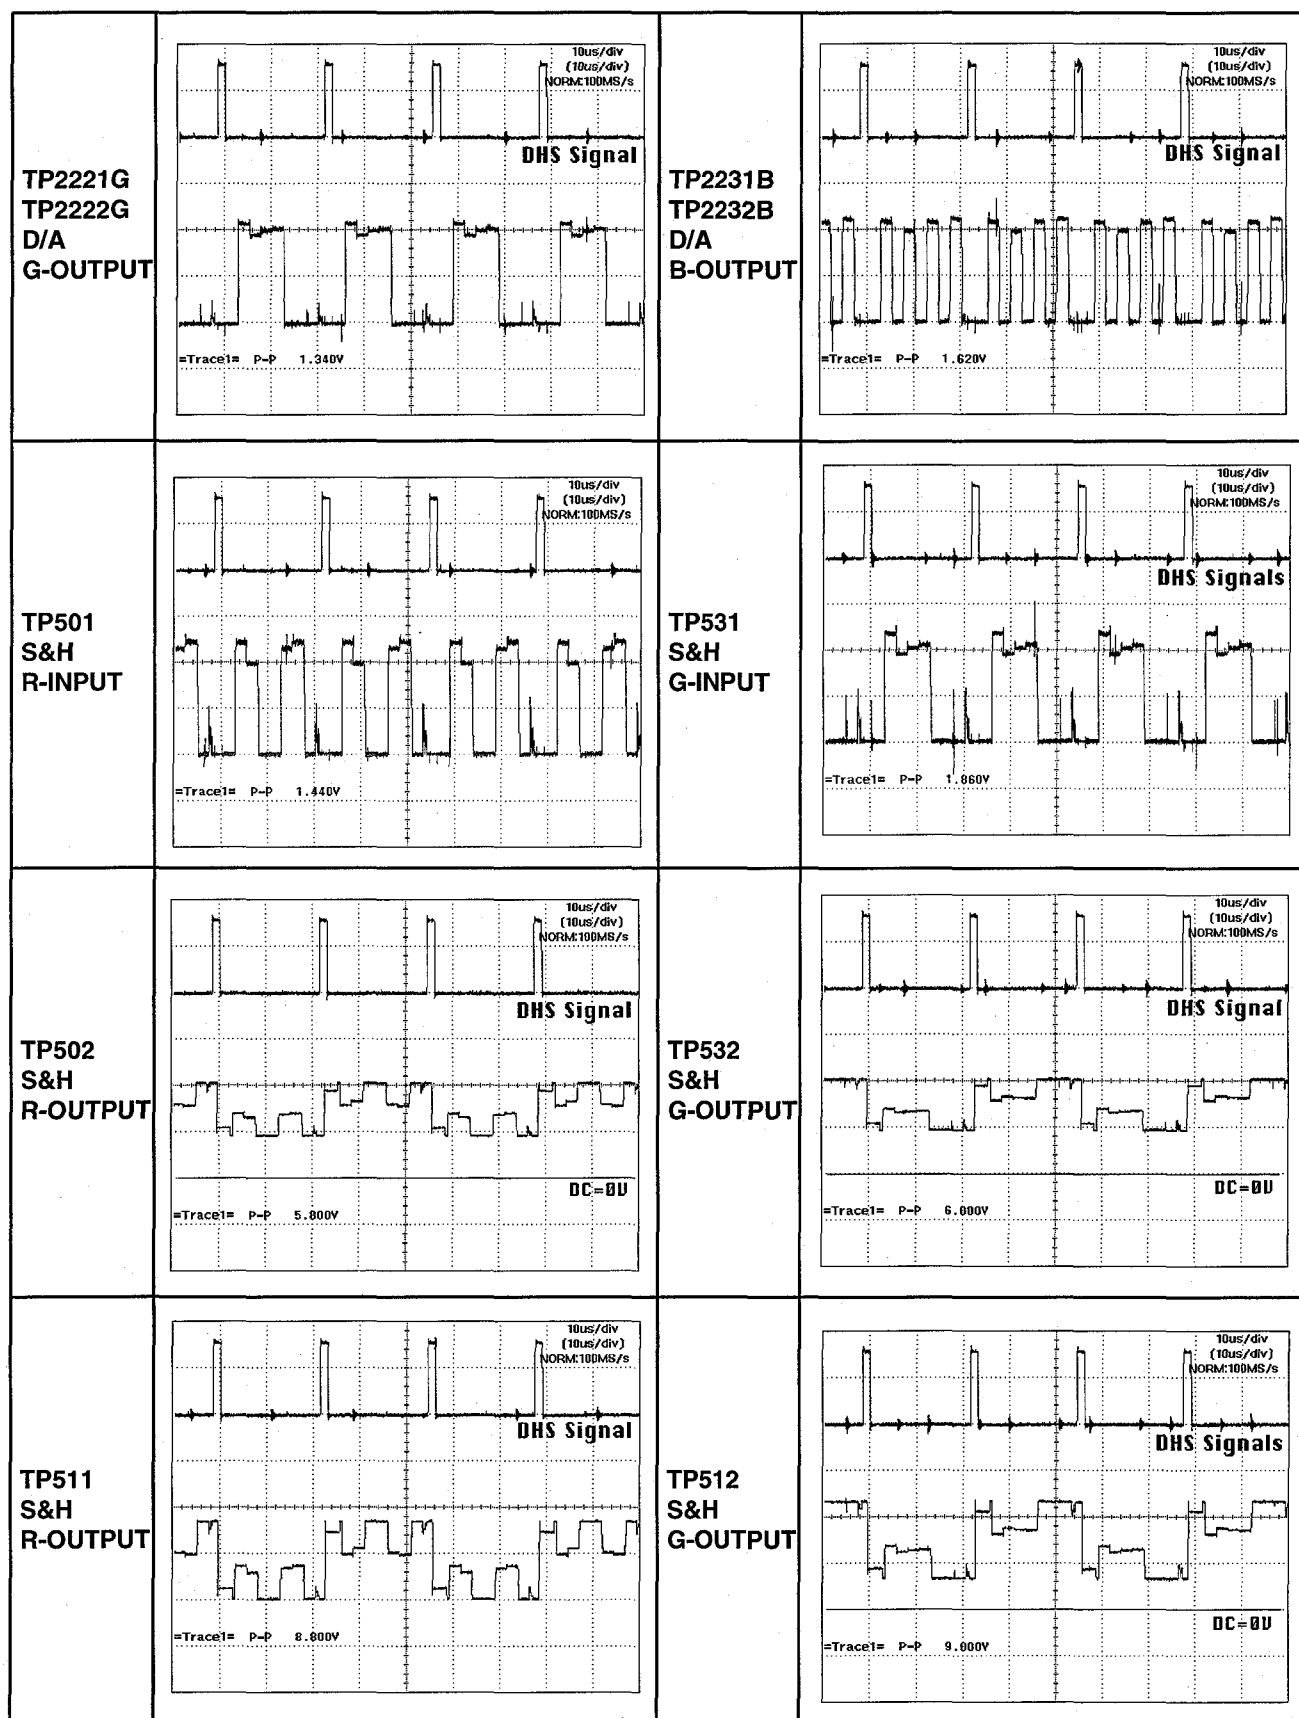 TP2221G
TP2222G
D/A
G-OUTPUT
10us/div
(10us/div)
NORM:100MS/s
DHS Signal
=Trace1= P-P 1.340V
TP2231B
TP2232B
D/A
B-OUTPUT
10us/div
(10us/div)
NORM:100MS/s
DHS Signal
=Trace1= P-P 1.620V
TP501
S&H
R-INPUT
10us/div
(10us/div)
NORM:100MS/s
=Trace1= P-P 1.440V
TP531
S&H
G-INPUT
10us/div
(10us/div)
NORM:100MS/s
DHS Signals
=Trace1= P-P 1.860V
TP502
S&H
R-OUTPUT
10us/div
(10us/div)
NORM:100MS/s
DHS Signal
DC=0V
=Trace1= P-P 5.800V
TP532
S&H
G-OUTPUT
10us/div
(10us/div)
NORM:100MS/s
DHS Signal
DC=0V
=Trace1= P-P 6.000V
TP511
S&H
R-OUTPUT
10us/div
(10us/div)
NORM:100MS/s
DHS Signal
=Trace1= P-P 8.800V
TP512
S&H
G-OUTPUT
10us/div
(10us/div)
NORM:100MS/s
DHS Signals
DC=0V
=Trace1= P-P 9.000V